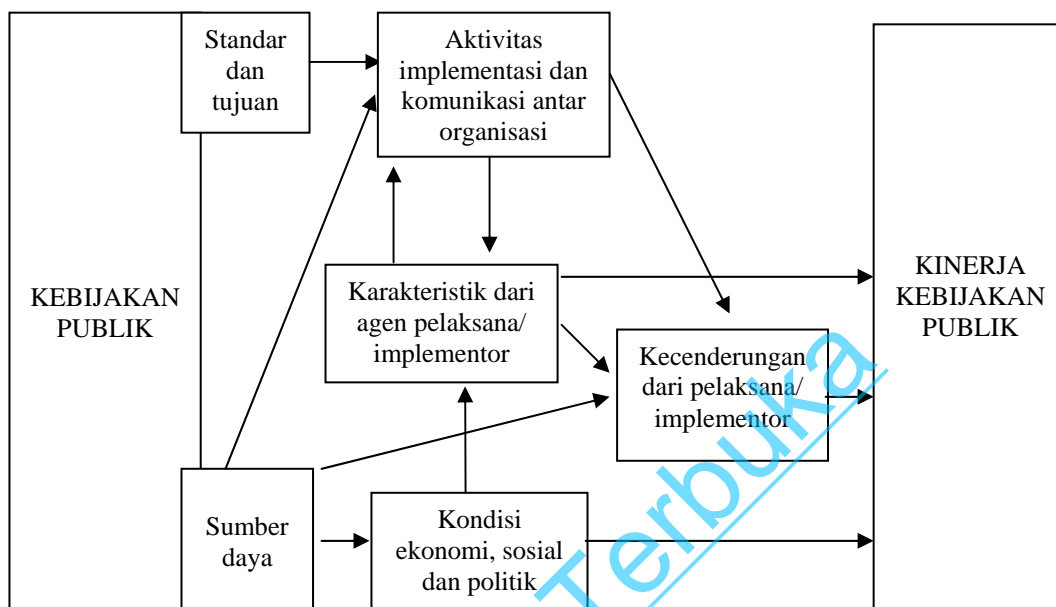 Standar
dan
tujuan
Aktivitas
implementasi dan
komunikasi antar
organisasi
KEBIJAKAN
PUBLIK
Karakteristik dari
agen pelaksana/
implementor
Kecenderungan
dari pelaksana/
implementor
KINERJA
KEBIJAKAN
PUBLIK
Sumber
daya
Kondisi
ekonomi, sosial
dan politik
Terbuka